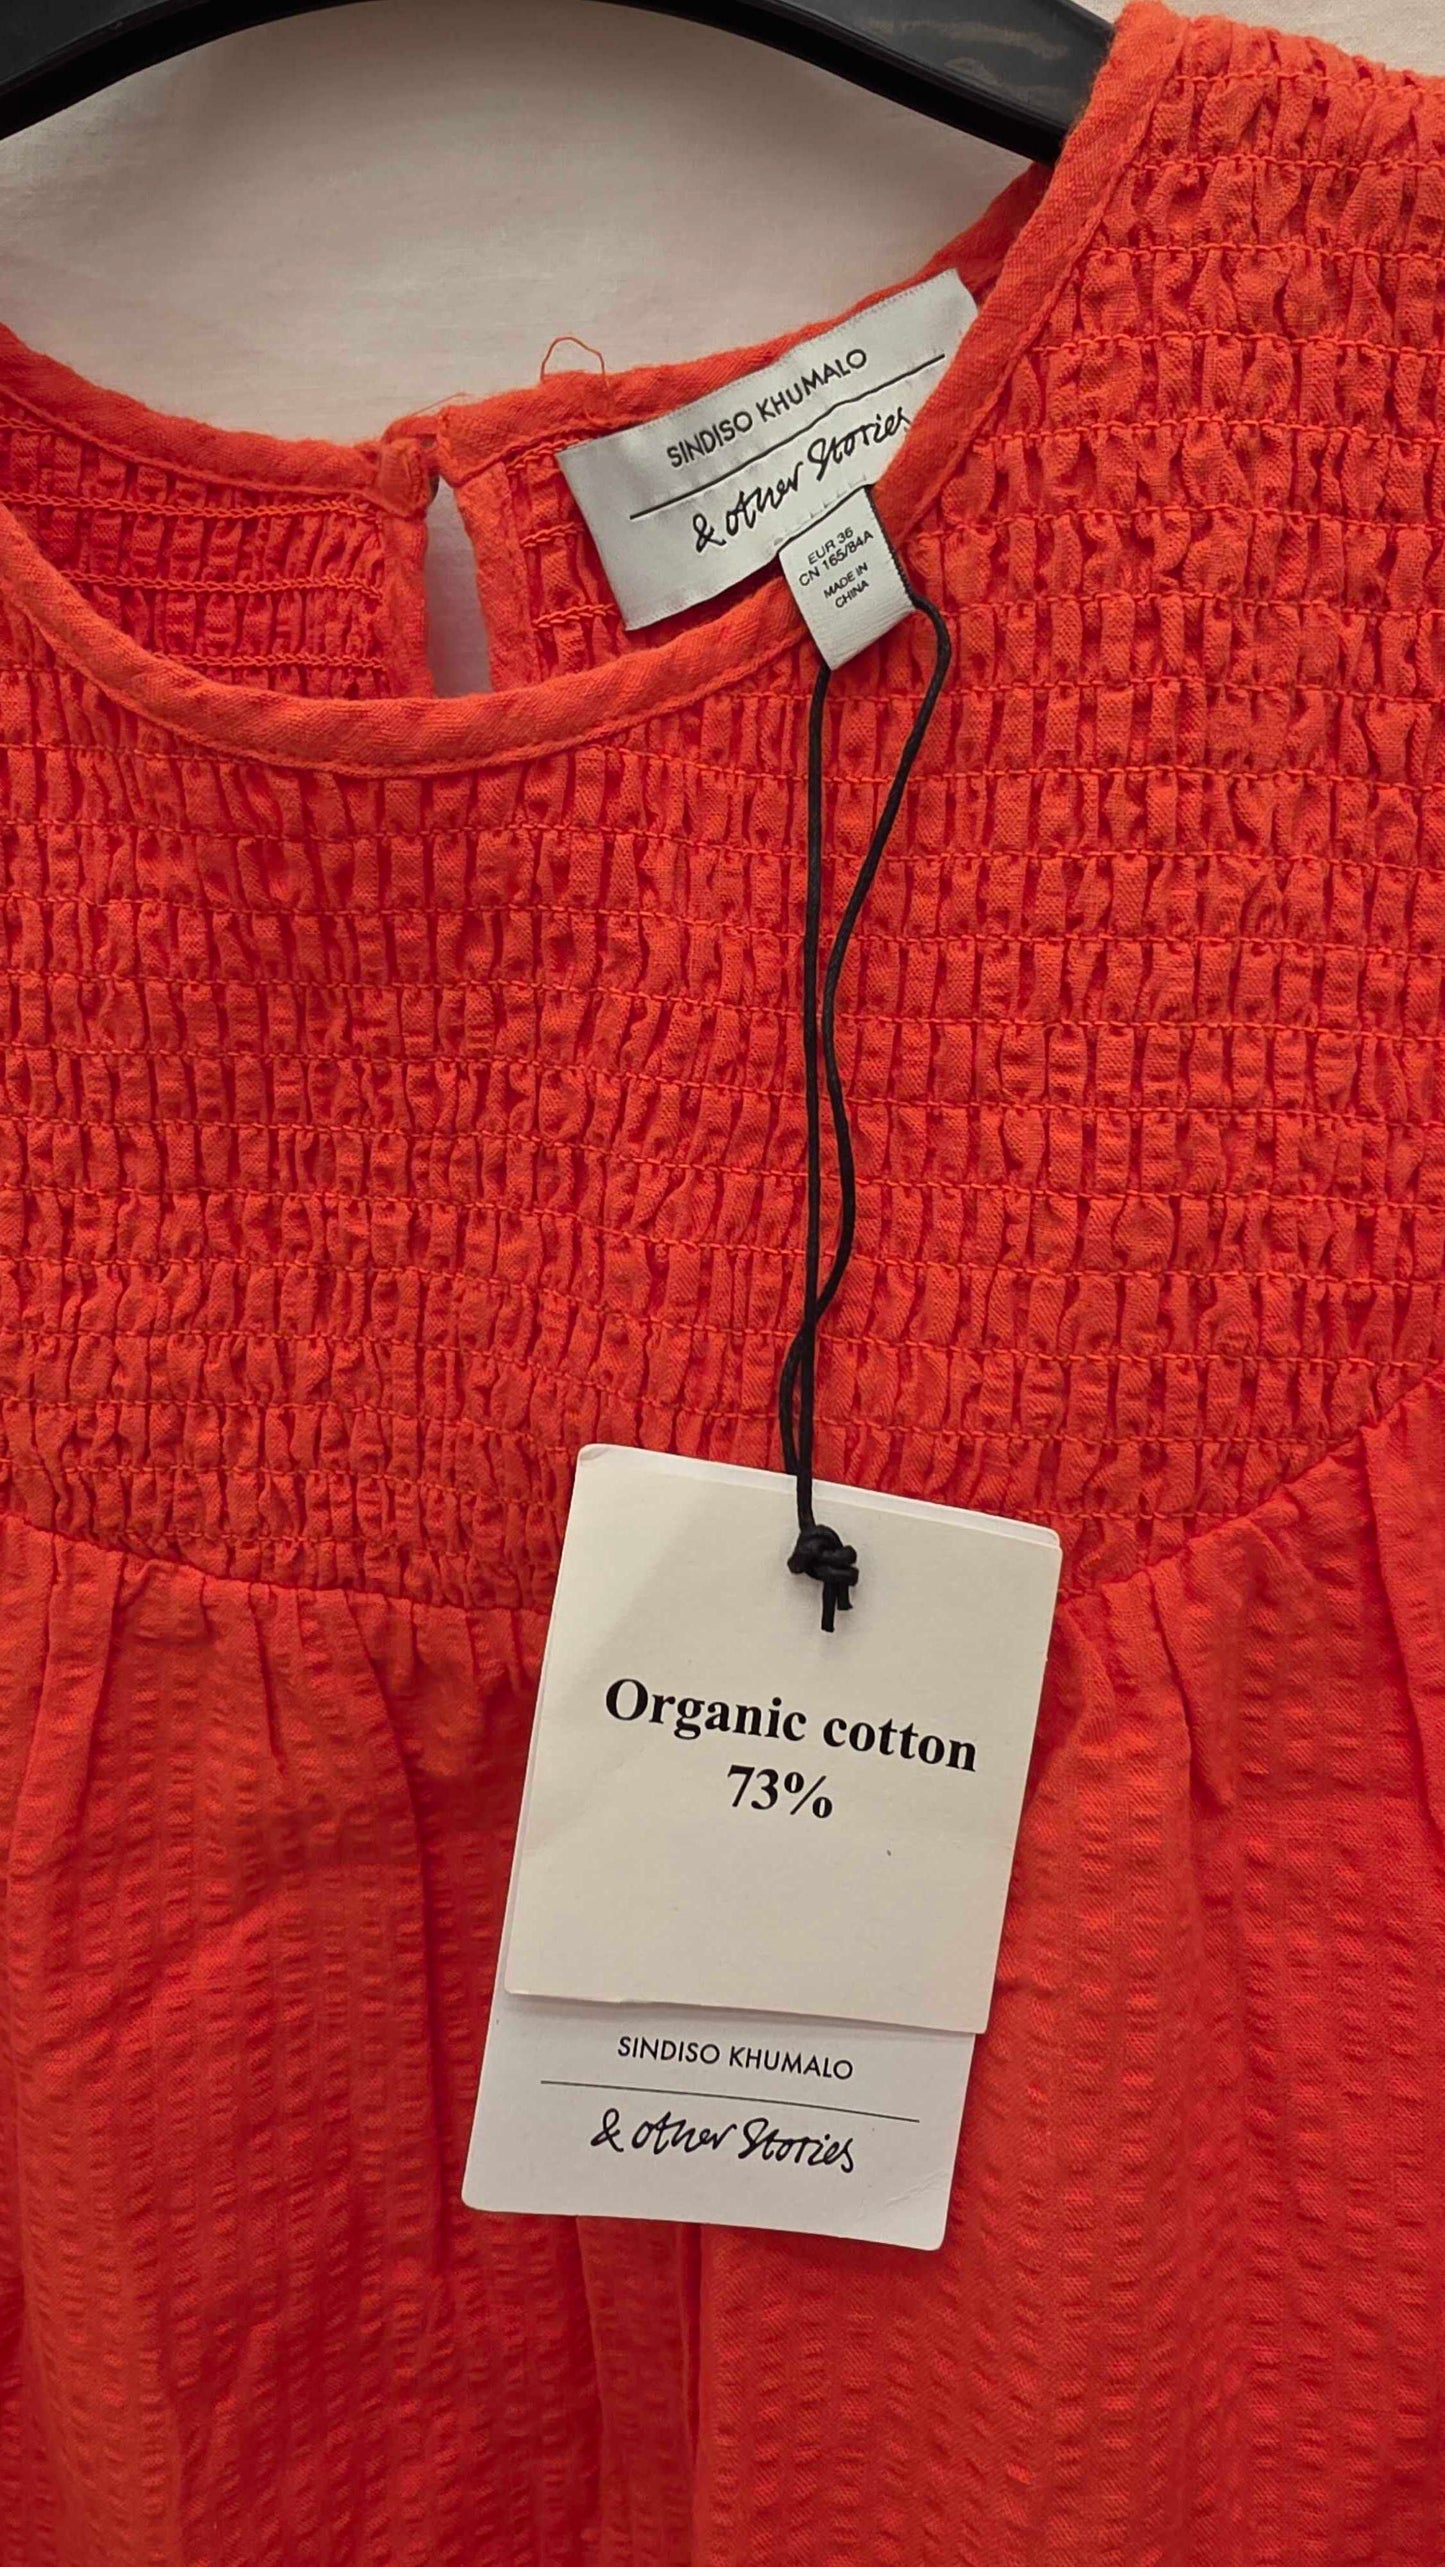 SINDISO KHUMALO
& other Stories
EUR 36
CN 165/84A
MADE IN
CHINA
Organic cotton
73%
SINDISO KHUMALO
& other Stories